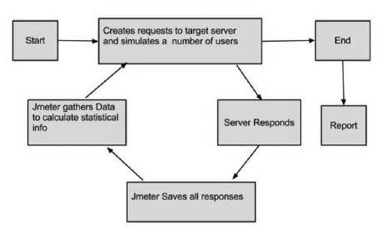 Start
Creates requests to target server
and simulates a number of users
End
Jmeter gathers Data
to calculate statistical
info
Server Responds
Report
Jmeter Saves all responses